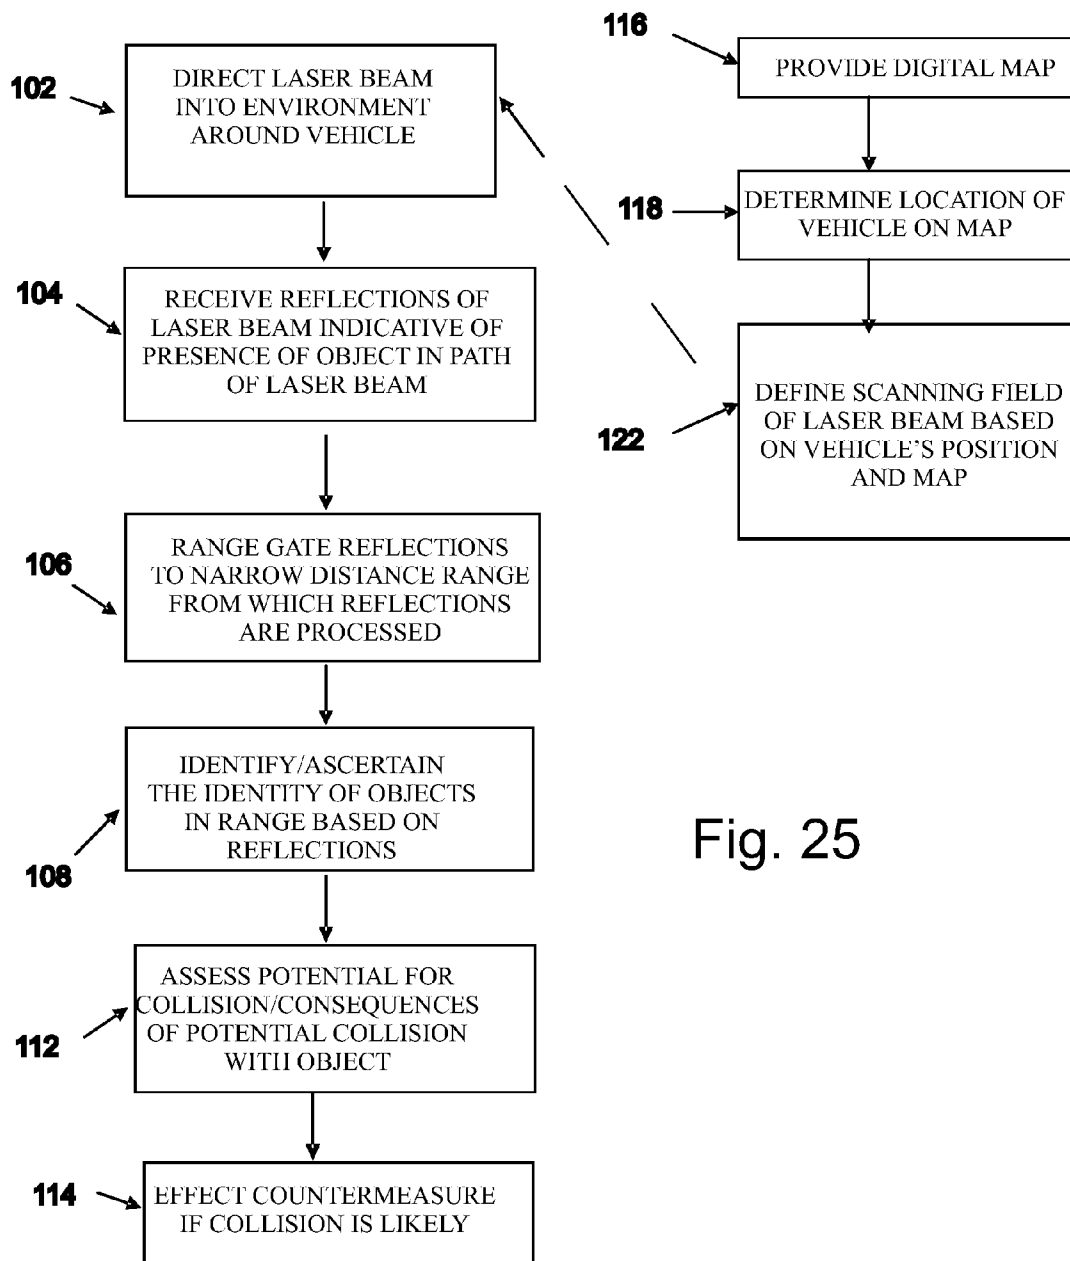 102
DIRECT LASER BEAM
INTO ENVIRONMENT
AROUND VEHICLE
104
RECEIVE REFLECTIONS OF
LASER BEAM INDICATIVE OF
PRESENCE OF OBJECT IN PATH
OF LASER BEAM
106
RANGE GATE REFLECTIONS
TO NARROW DISTANCE RANGE
FROM WHICH REFLECTIONS
ARE PROCESSED
108
IDENTIFY/ASCERTAIN
THE IDENTITY OF OBJECTS
IN RANGE BASED ON
REFLECTIONS
112
ASSESS POTENTIAL FOR
COLLISION/CONSEQUENCES
OF POTENTIAL COLLISION
WITH OBJECT
114
EFFECT COUNTERMEASURE
IF COLLISION IS LIKELY
116
PROVIDE DIGITAL MAP
118
DETERMINE LOCATION OF
VEHICLE ON MAP
122
DEFINE SCANNING FIELD
OF LASER BEAM BASED
ON VEHICLE'S POSITION
AND MAP
Fig. 25